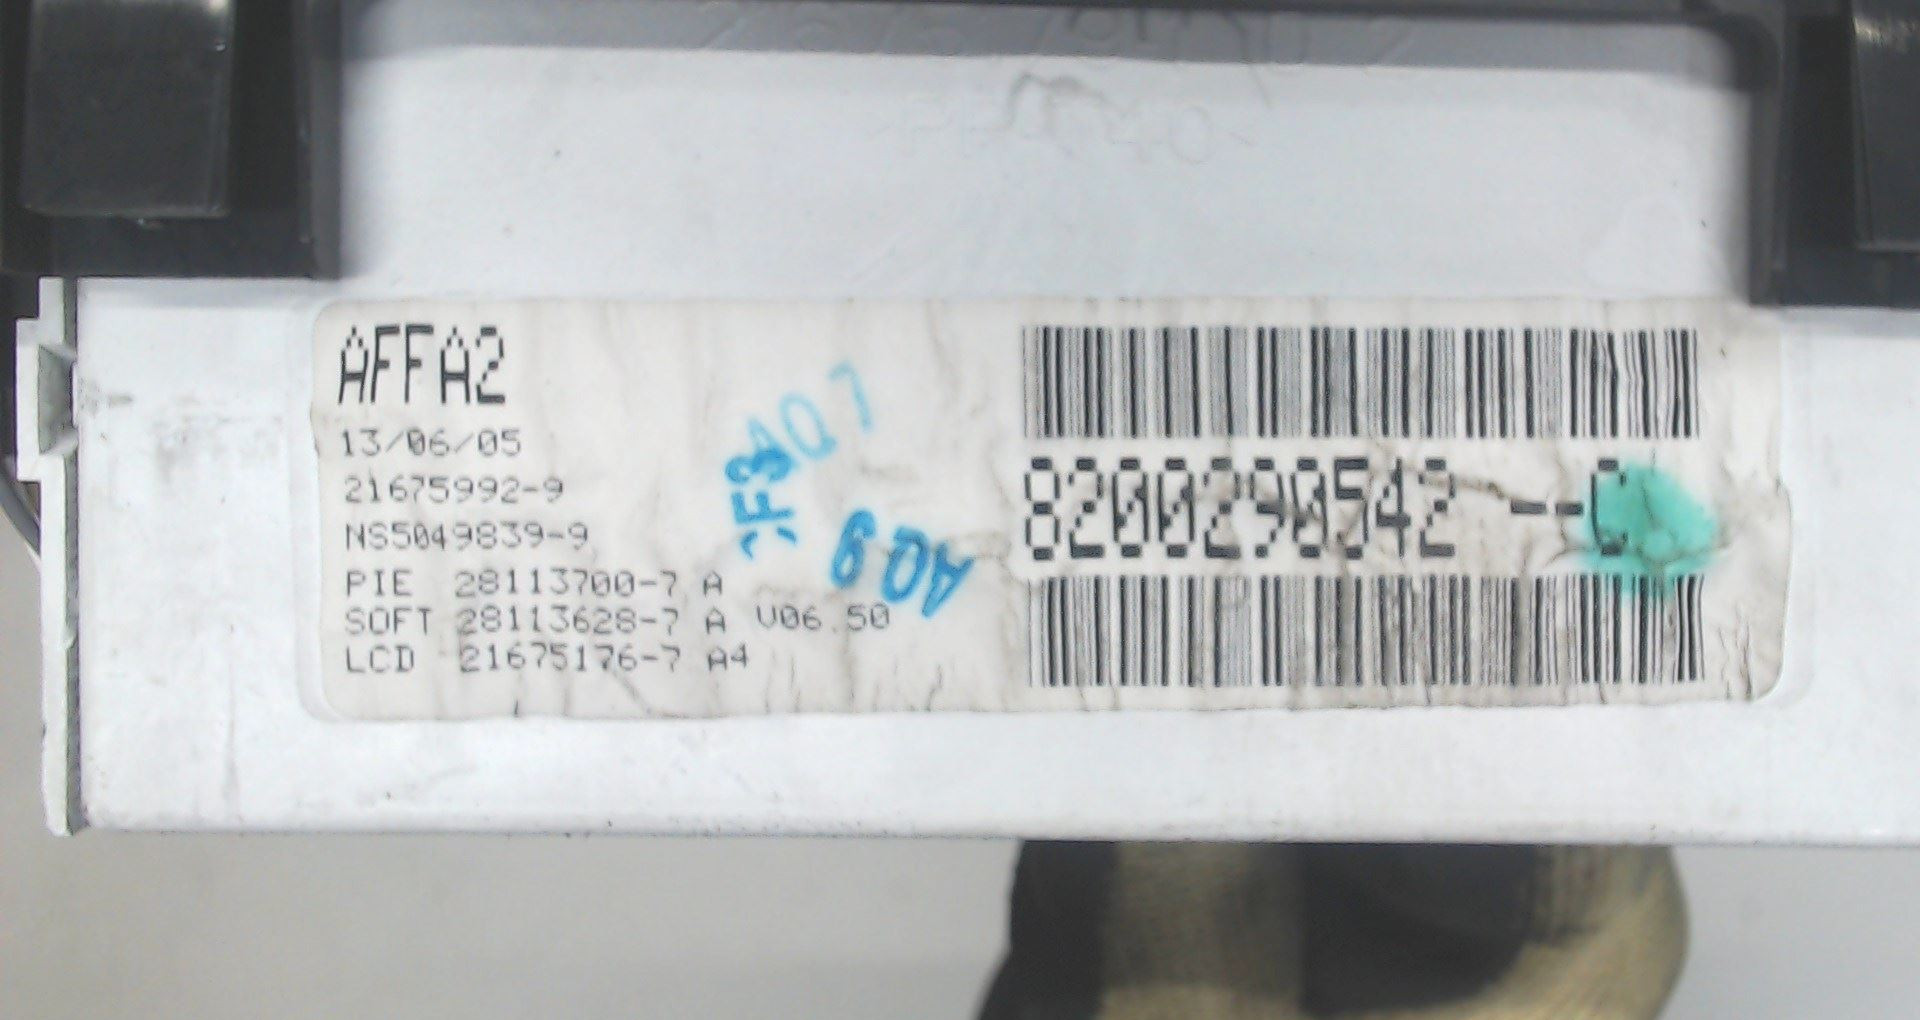 AFFA2
13/06/05
21675992-9
NS5049839-9
PIE 28113700-7 A
SOFT 28113628-7 A V06.50
LCD 21675176-7 A4
8200290542 --C
A09